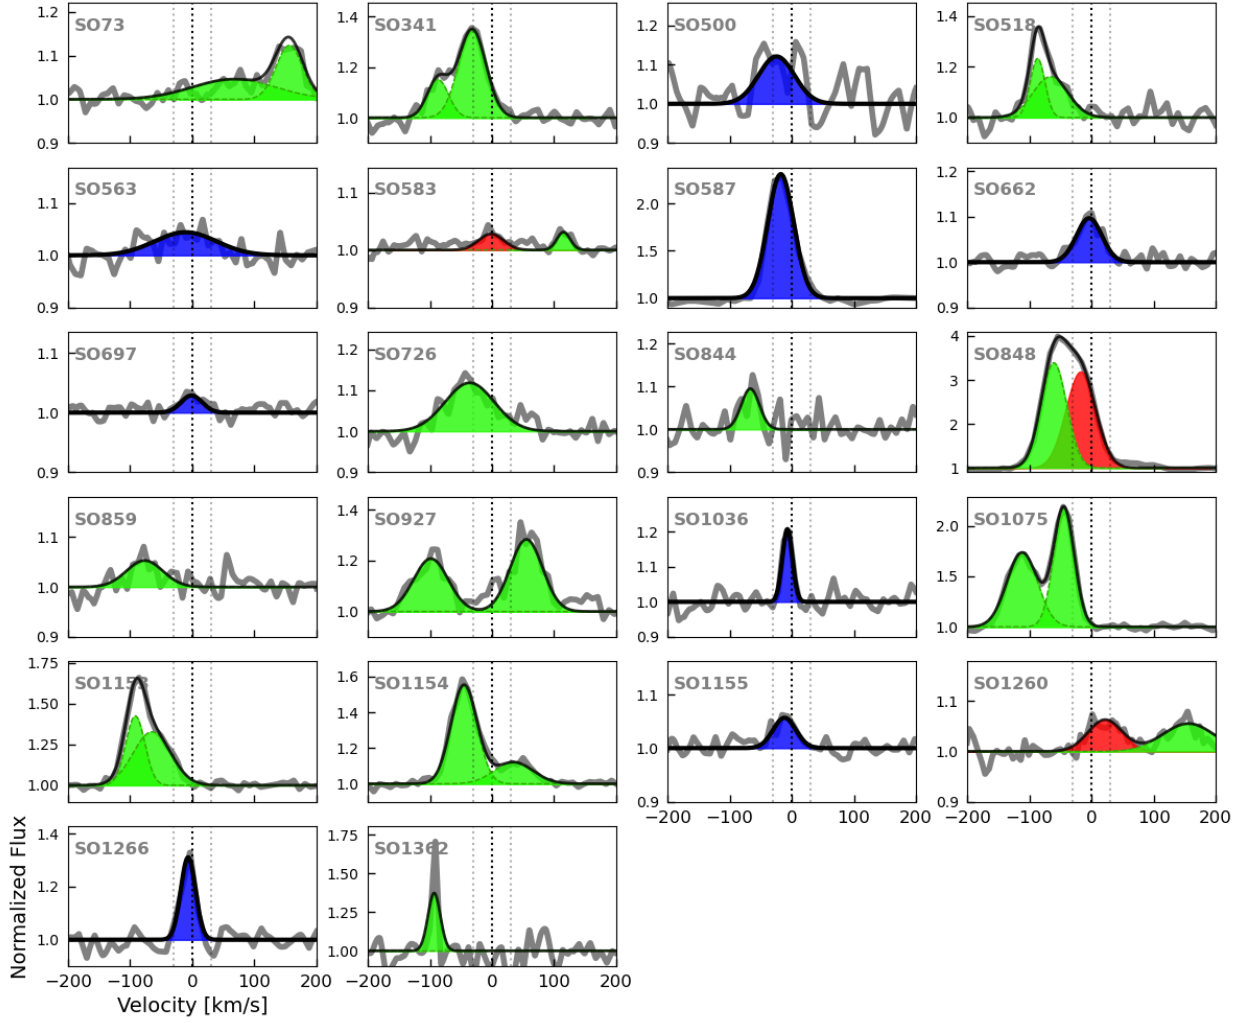 SO73 SO341 SO500 SO518
1.2 1.4 1.2 1.4
1.1 1.2 1.1 1.2
1.0 1.0 1.0 1.0
0.9 0.9
SO563 SO583 SO587 SO662
1.1 1.1 2.0 1.2
1.0 1.0 1.5 1.1
0.9 0.9 1.0 1.0
0.9
SO697 SO726 SO844 SO848
1.1 1.2 1.2 4
1.0 1.1 1.1 3
0.9 1.0 1.0 2
0.9 0.9 1
SO859 SO927 SO1036 SO1075
1.1 1.4 1.2 2.0
1.0 1.2 1.1 1.5
0.9 1.0 1.0 1.0
0.9
SO1153 SO1154 SO1155 SO1260
1.75 1.6 1.1 1.1
1.50 1.4 1.0 1.0
1.25 1.2 0.9 0.9
1.00 1.0
−200 −100 0 100 200 −200 −100 0 100 200
SO1266 SO1362
1.4 1.75
1.2 1.50
1.0 1.25
1.00
−200 −100 0 100 200 −200 −100 0 100 200
Velocity [km/s]
Normalized Flux